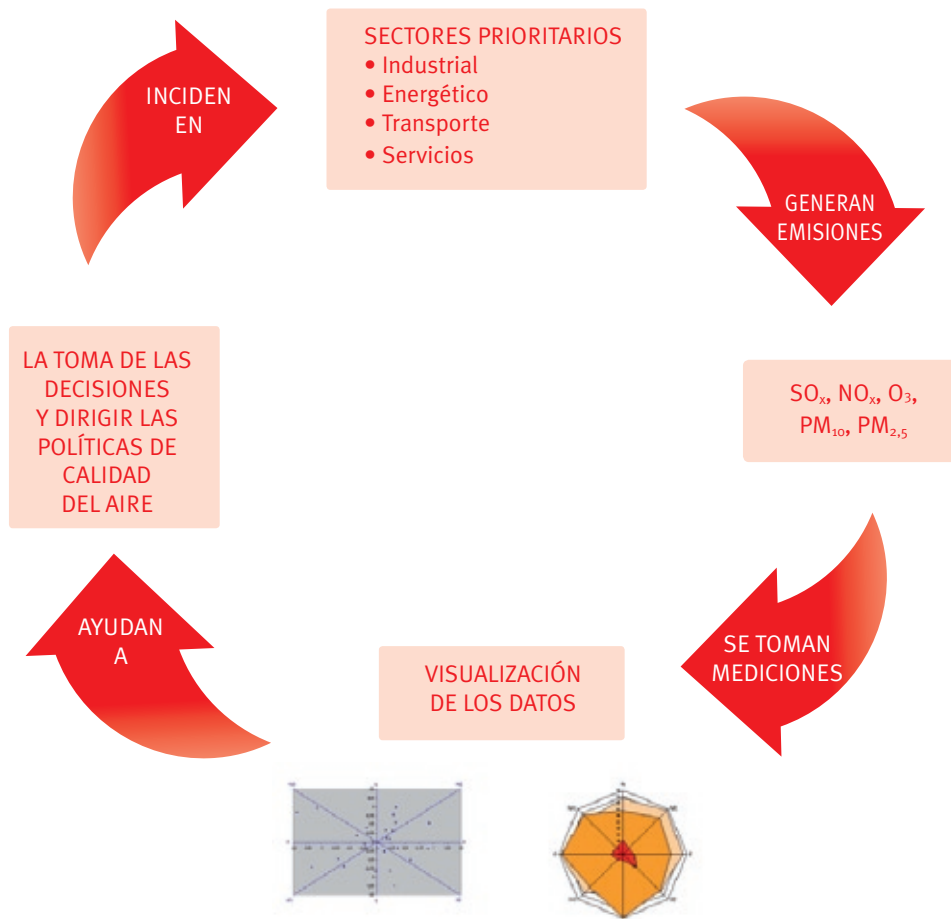 SECTORES PRIORITARIOS
• Industrial
• Energético
• Transporte
• Servicios
GENERAN
EMISIONES
SOₓ, NOₓ, O₃,
PM₁₀, PM₂,₅
SE TOMAN
MEDICIONES
VISUALIZACIÓN
DE LOS DATOS
AYUDAN
A
LA TOMA DE LAS
DECISIONES
Y DIRIGIR LAS
POLÍTICAS DE
CALIDAD
DEL AIRE
INCIDEN
EN